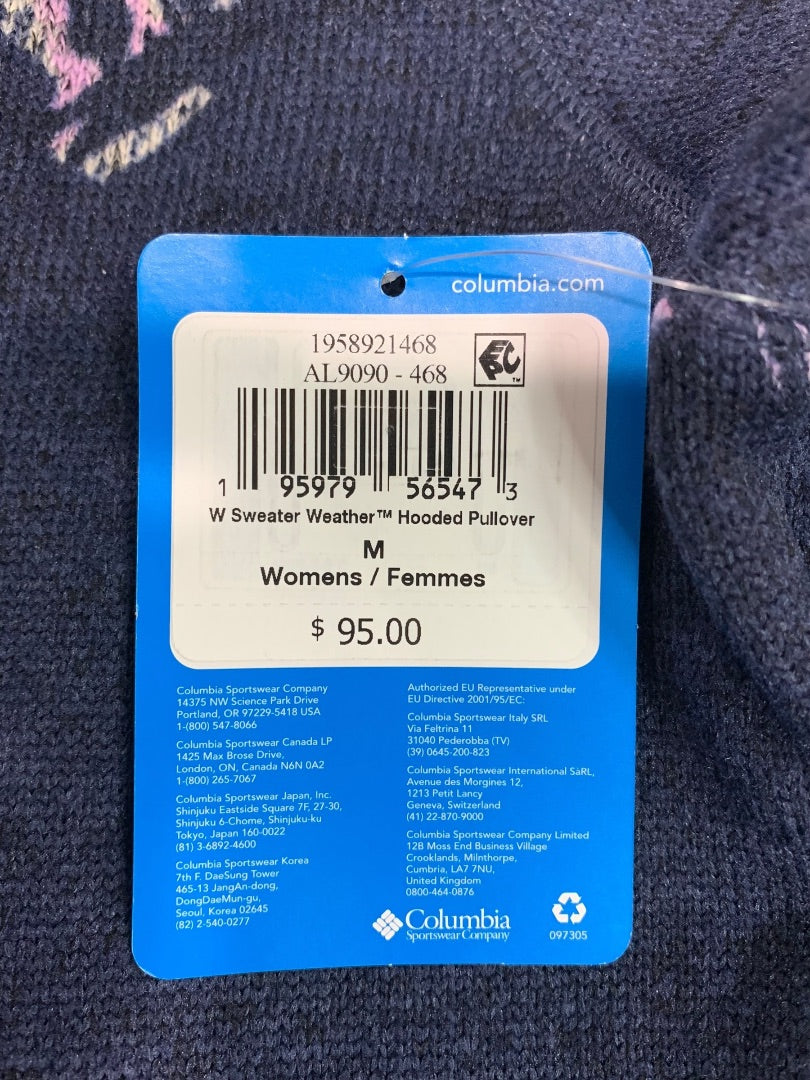 columbia.com
1958921468
AL9090 - 468
EPC
TM
1 95979 56547 3
W Sweater Weather™ Hooded Pullover
M
Womens / Femmes
$ 95.00
Columbia Sportswear Company
14375 NW Science Park Drive
Portland, OR 97229-5418 USA
1-(800) 547-8066
Columbia Sportswear Canada LP
1425 Max Brose Drive,
London, ON, Canada N6N 0A2
1-(800) 265-7067
Columbia Sportswear Japan, Inc.
Shinjuku Eastside Square 7F, 27-30,
Shinjuku 6-Chome, Shinjuku-ku
Tokyo, Japan 160-0022
(81) 3-6892-4600
Columbia Sportswear Korea
7th F. DaeSung Tower
465-13 JangAn-dong,
DongDaeMun-gu,
Seoul, Korea 02645
(82) 2-540-0277
Authorized EU Representative under
EU Directive 2001/95/EC:
Columbia Sportswear Italy SRL
Via Feltrina 11
31040 Pederobba (TV)
(39) 0645-200-823
Columbia Sportswear International SàRL,
Avenue des Morgines 12,
1213 Petit Lancy
Geneva, Switzerland
(41) 22-870-9000
Columbia Sportswear Company Limited
12B Moss End Business Village
Crooklands, Milnthorpe,
Cumbria, LA7 7NU,
United Kingdom
0800-464-0876
Columbia
Sportswear Company
097305